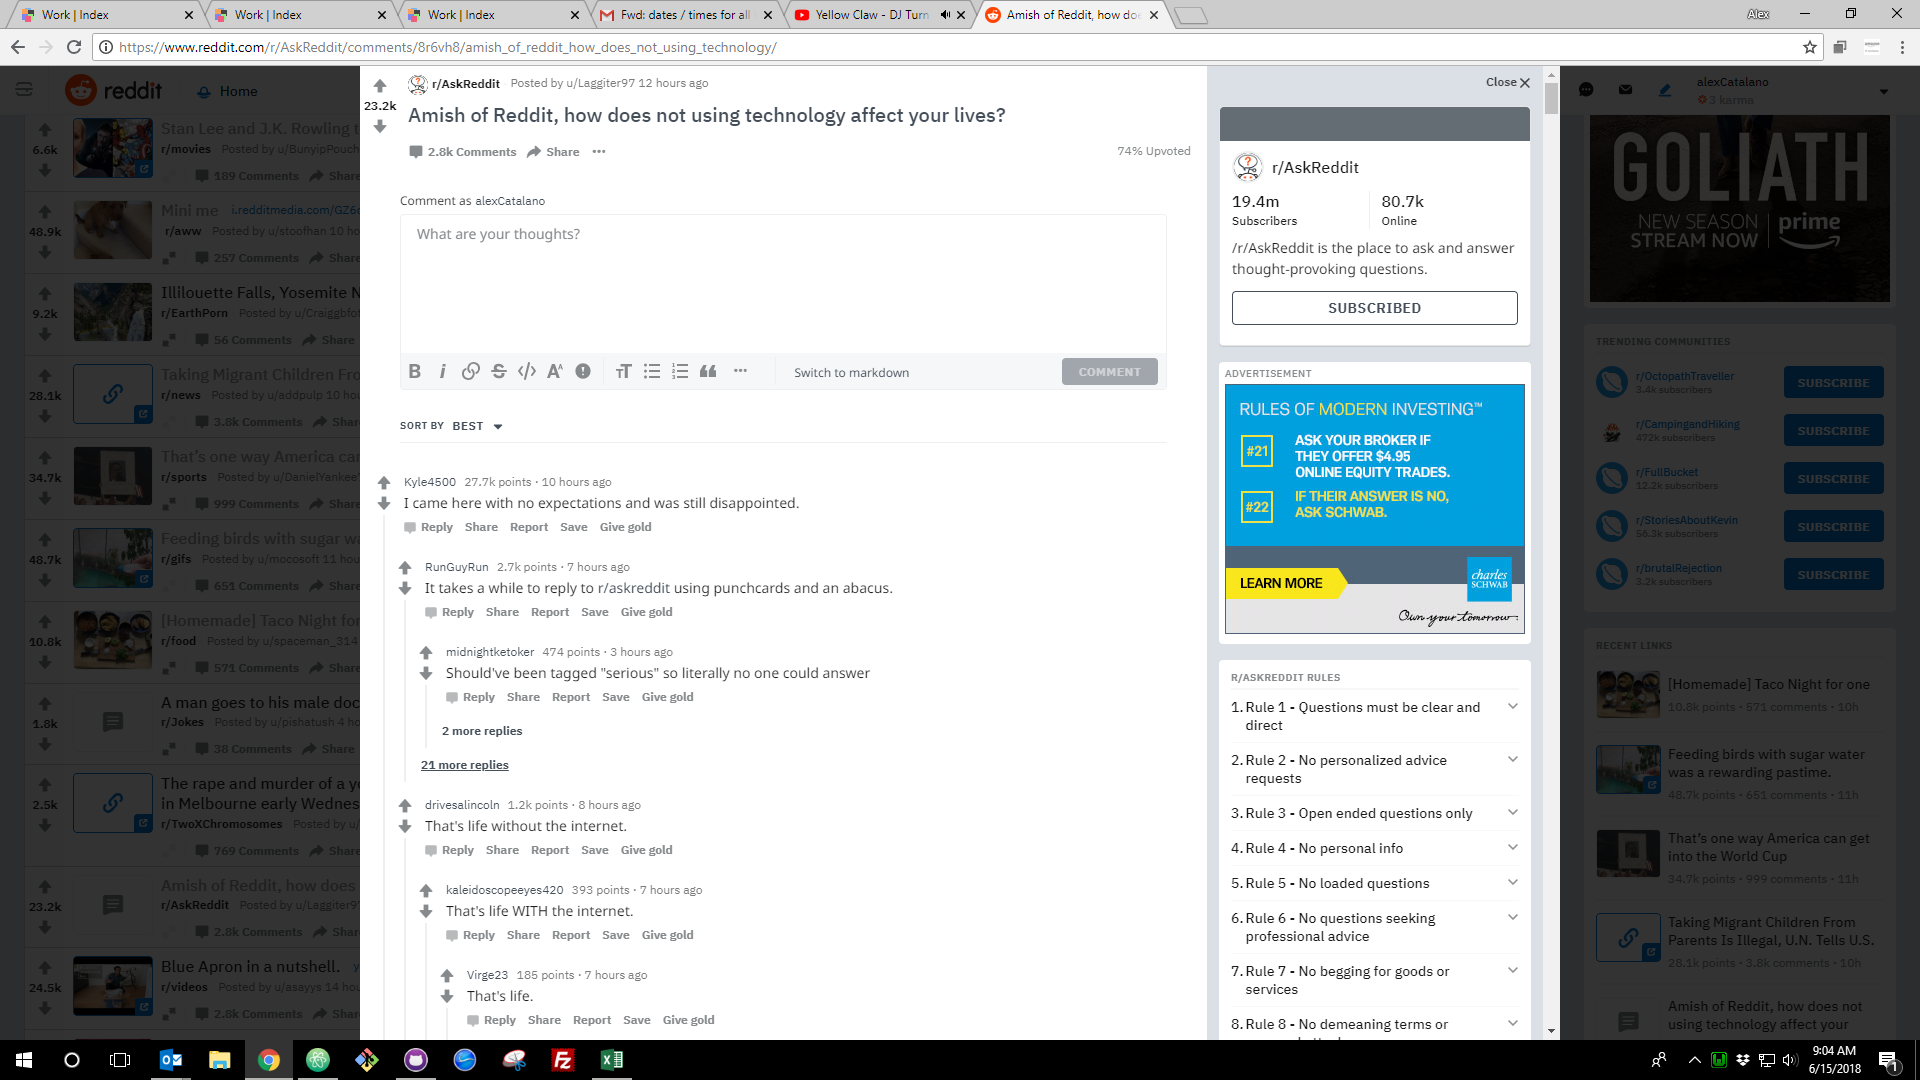 Work | Index
Work | Index
Work | Index
Fwd: dates / times for all
Yellow Claw - DJ Turn
Amish of Reddit, how doe
Alex
https://www.reddit.com/r/AskReddit/comments/8r6vh8/amish_of_reddit_how_does_not_using_technology/
reddit
Home
Stan Lee and J.K. Rowling
6.6k
r/movies Posted by u/BunyipPouch
189 Comments Share
Mini me
48.9k
r/aww Posted by u/stoofhan 10 ho
257 Comments Share
Illilouette Falls, Yosemite N
9.2k
r/EarthPorn Posted by u/Craiggbfo
56 Comments Share
Taking Migrant Children Fro
28.1k
r/news Posted by u/addpulp 10 hour
3.8k Comments Shar
That's one way America can
34.7k
r/sports Posted by u/DanielYankee
999 Comments Share
Feeding birds with sugar wa
48.7k
r/gifs Posted by u/mocosoft 11 hour
651 Comments Share
[Homemade] Taco Night for
10.8k
r/food Posted by u/spaceman_314
571 Comments Share
A man goes to his male doc
1.8k
r/Jokes Posted by u/pishatush 4 ho
38 Comments Share
The rape and murder of a yo
in Melbourne early Wednes
2.5k
r/TwoXChromosomes Posted by u/
769 Comments Share
Amish of Reddit, how does
23.2k
r/AskReddit Posted by u/Laggiter97
2.8k Comments Shar
Blue Apron in a nutshell.
24.5k
r/videos Posted by u/asayys 14 hour
2.8k Comments Shar
r/AskReddit Posted by u/Laggiter97 12 hours ago
23.2k
Amish of Reddit, how does not using technology affect your lives?
2.8k Comments Share
74% Upvoted
Comment as alexCatalano
What are your thoughts?
Switch to markdown
COMMENT
SORT BY BEST
Kyle4500 27.7k points · 10 hours ago
I came here with no expectations and was still disappointed.
Reply Share Report Save Give gold
RunGuyRun 2.7k points · 7 hours ago
It takes a while to reply to r/askreddit using punchcards and an abacus.
Reply Share Report Save Give gold
midnightketoker 474 points · 3 hours ago
Should've been tagged "serious" so literally no one could answer
Reply Share Report Save Give gold
2 more replies
21 more replies
drivesalincoln 1.2k points · 8 hours ago
That's life without the internet.
Reply Share Report Save Give gold
kaleidoscopeeyes420 393 points · 7 hours ago
That's life WITH the internet.
Reply Share Report Save Give gold
Virge23 185 points · 7 hours ago
That's life.
Reply Share Report Save Give gold
Close
r/AskReddit
19.4m
Subscribers
80.7k
Online
/r/AskReddit is the place to ask and answer
thought-provoking questions.
SUBSCRIBED
ADVERTISEMENT
RULES OF MODERN INVESTING™
#21
ASK YOUR BROKER IF
THEY OFFER $4.95
ONLINE EQUITY TRADES.
#22
IF THEIR ANSWER IS NO,
ASK SCHWAB.
LEARN MORE
charles
SCHWAB
Own your tomorrow.
R/ASKREDDIT RULES
1. Rule 1 - Questions must be clear and
direct
2. Rule 2 - No personalized advice
requests
3. Rule 3 - Open ended questions only
4. Rule 4 - No personal info
5. Rule 5 - No loaded questions
6. Rule 6 - No questions seeking
professional advice
7. Rule 7 - No begging for goods or
services
8. Rule 8 - No demeaning terms or
alexCatalano
3 karma
GOLIATH
NEW SEASON
STREAM NOW
prime
TRENDING COMMUNITIES
r/OctopathTraveller
3.4k subscribers
SUBSCRIBE
r/CampingandHiking
472k subscribers
SUBSCRIBE
r/FullBucket
12.2k subscribers
SUBSCRIBE
r/StoriesAboutKevin
56.3k subscribers
SUBSCRIBE
r/brutalRejection
3.2k subscribers
SUBSCRIBE
RECENT LINKS
[Homemade] Taco Night for one
10.8k points · 571 comments · 10h
Feeding birds with sugar water
was a rewarding pastime.
48.7k points · 651 comments · 11h
That's one way America can get
into the World Cup
34.7k points · 999 comments · 11h
Taking Migrant Children From
Parents Is Illegal, U.N. Tells U.S.
28.1k points · 3.8k comments · 10h
Amish of Reddit, how does not
using technology affect your
9:04 AM
6/15/2018
1